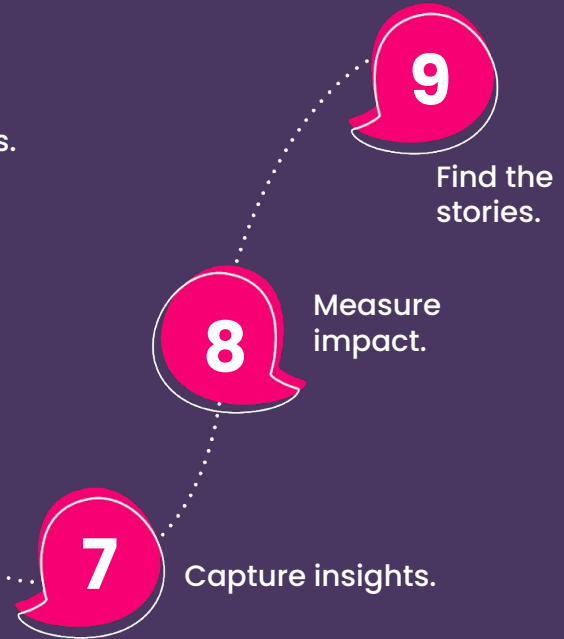 9
Find the
stories.
8
Measure
impact.
7
Capture insights.